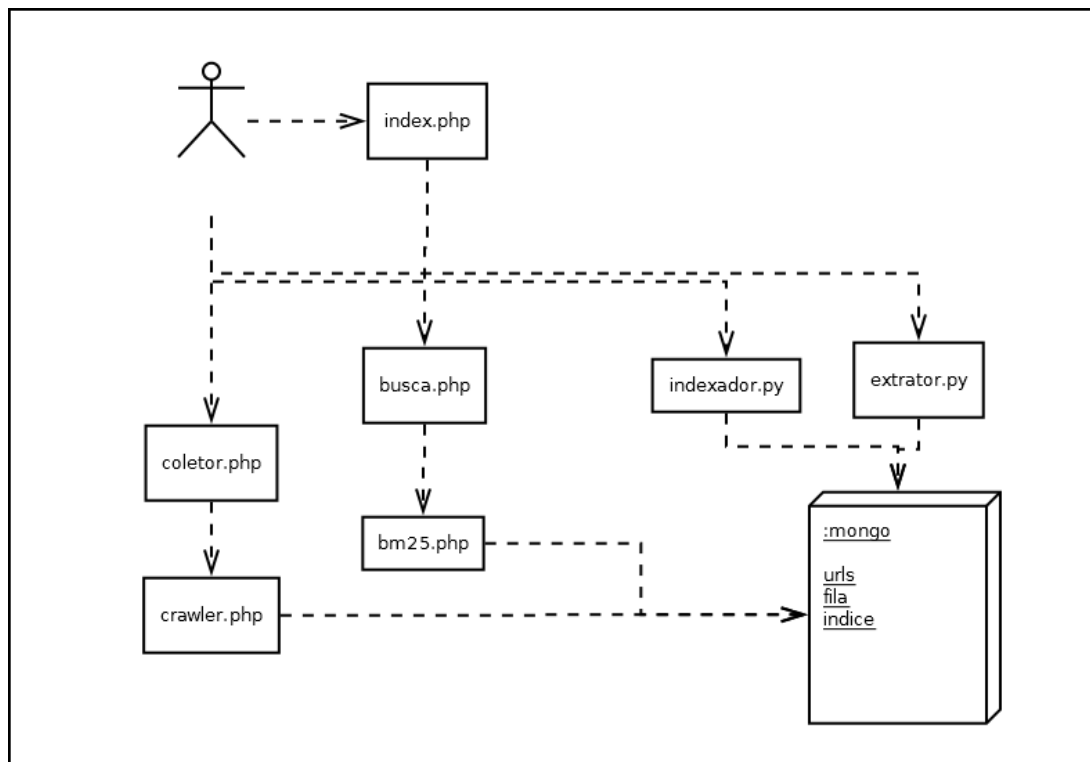 index.php
busca.php
indexador.py
extrator.py
coletor.php
bm25.php
crawler.php
:mongo
urls
fila
indice